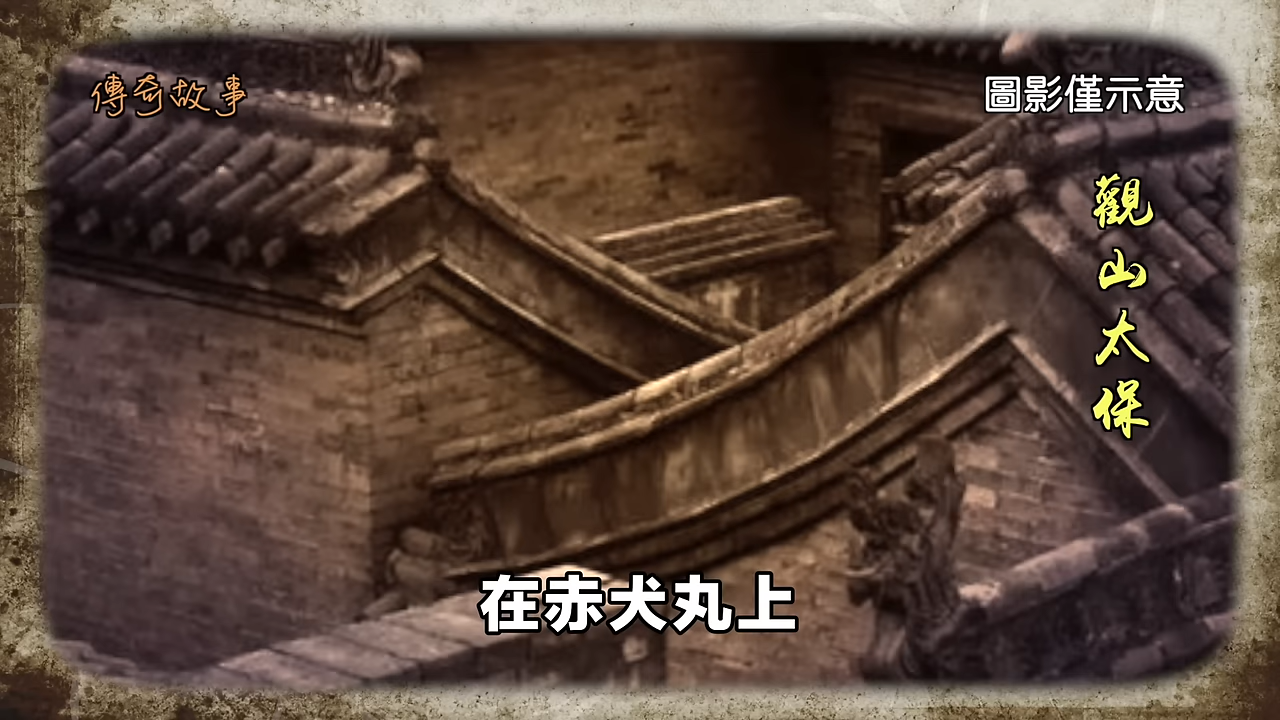 傳奇故事
圖影僅示意
觀山太保
在赤犬丸上